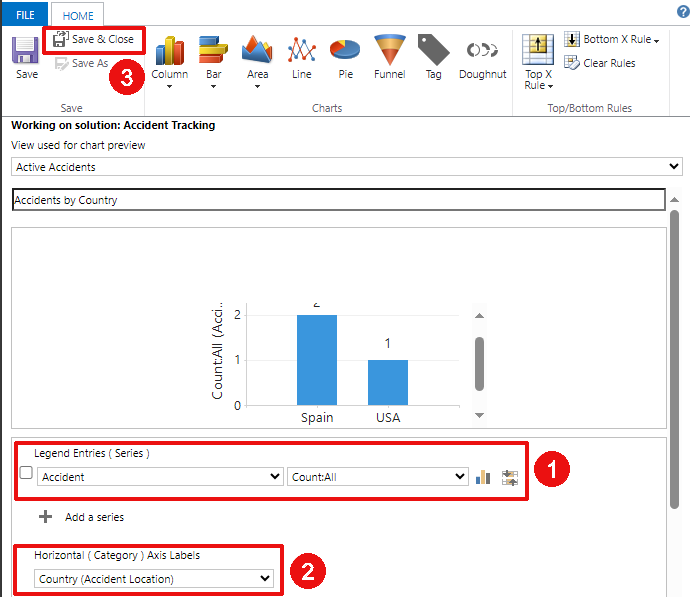 FILE HOME
Save Save & Close
Save As
3
Save
Column Bar Area Line Pie Funnel Tag Doughnut
Charts
Top X
Rule
Bottom X Rule
Clear Rules
Top/Bottom Rules
Working on solution: Accident Tracking
View used for chart preview
Active Accidents
Accidents by Country
Count:All (Acci..
2
1
0
2
1
Spain USA
Legend Entries ( Series )
Accident Count:All
1
Add a series
Horizontal ( Category ) Axis Labels
Country (Accident Location)
2